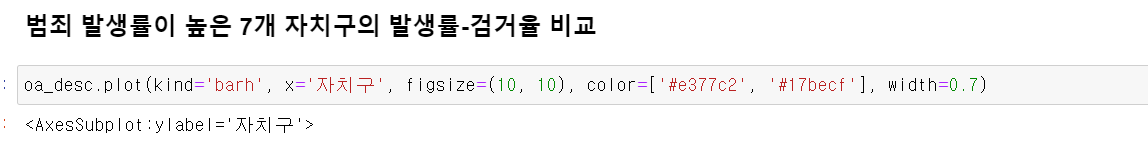 범죄 발생률이 높은 7개 자치구의 발생률-검거율 비교
oa_desc.plot(kind='barh', x='자치구', figsize=(10, 10), color=['#e377c2', '#17becf'], width=0.7)
<AxesSubplot:ylabel='자치구'>